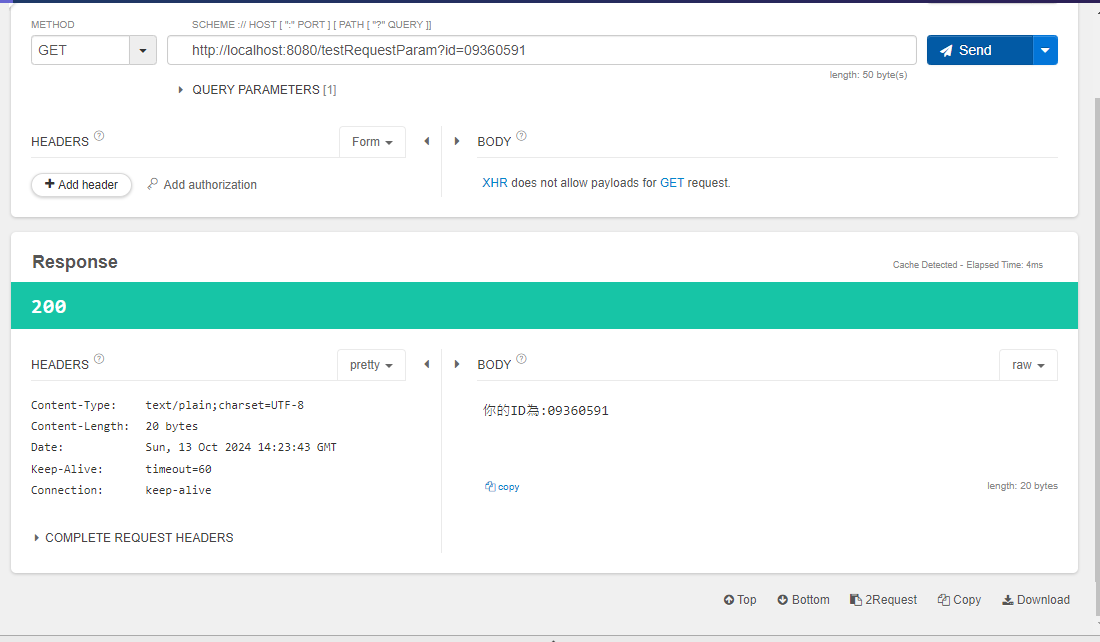 METHOD SCHEME :// HOST [ ":" PORT ] [ PATH [ "?" QUERY ]]
GET http://localhost:8080/testRequestParam?id=09360591 Send
length: 50 byte(s)
QUERY PARAMETERS [1]
HEADERS ? Form BODY ?
Add header Add authorization XHR does not allow payloads for GET request.
Response Cache Detected - Elapsed Time: 4ms
200
HEADERS ? pretty BODY ? raw
Content-Type: text/plain;charset=UTF-8 你的ID為:09360591
Content-Length: 20 bytes
Date: Sun, 13 Oct 2024 14:23:43 GMT
Keep-Alive: timeout=60
Connection: keep-alive copy length: 20 bytes
COMPLETE REQUEST HEADERS
Top Bottom 2Request Copy Download